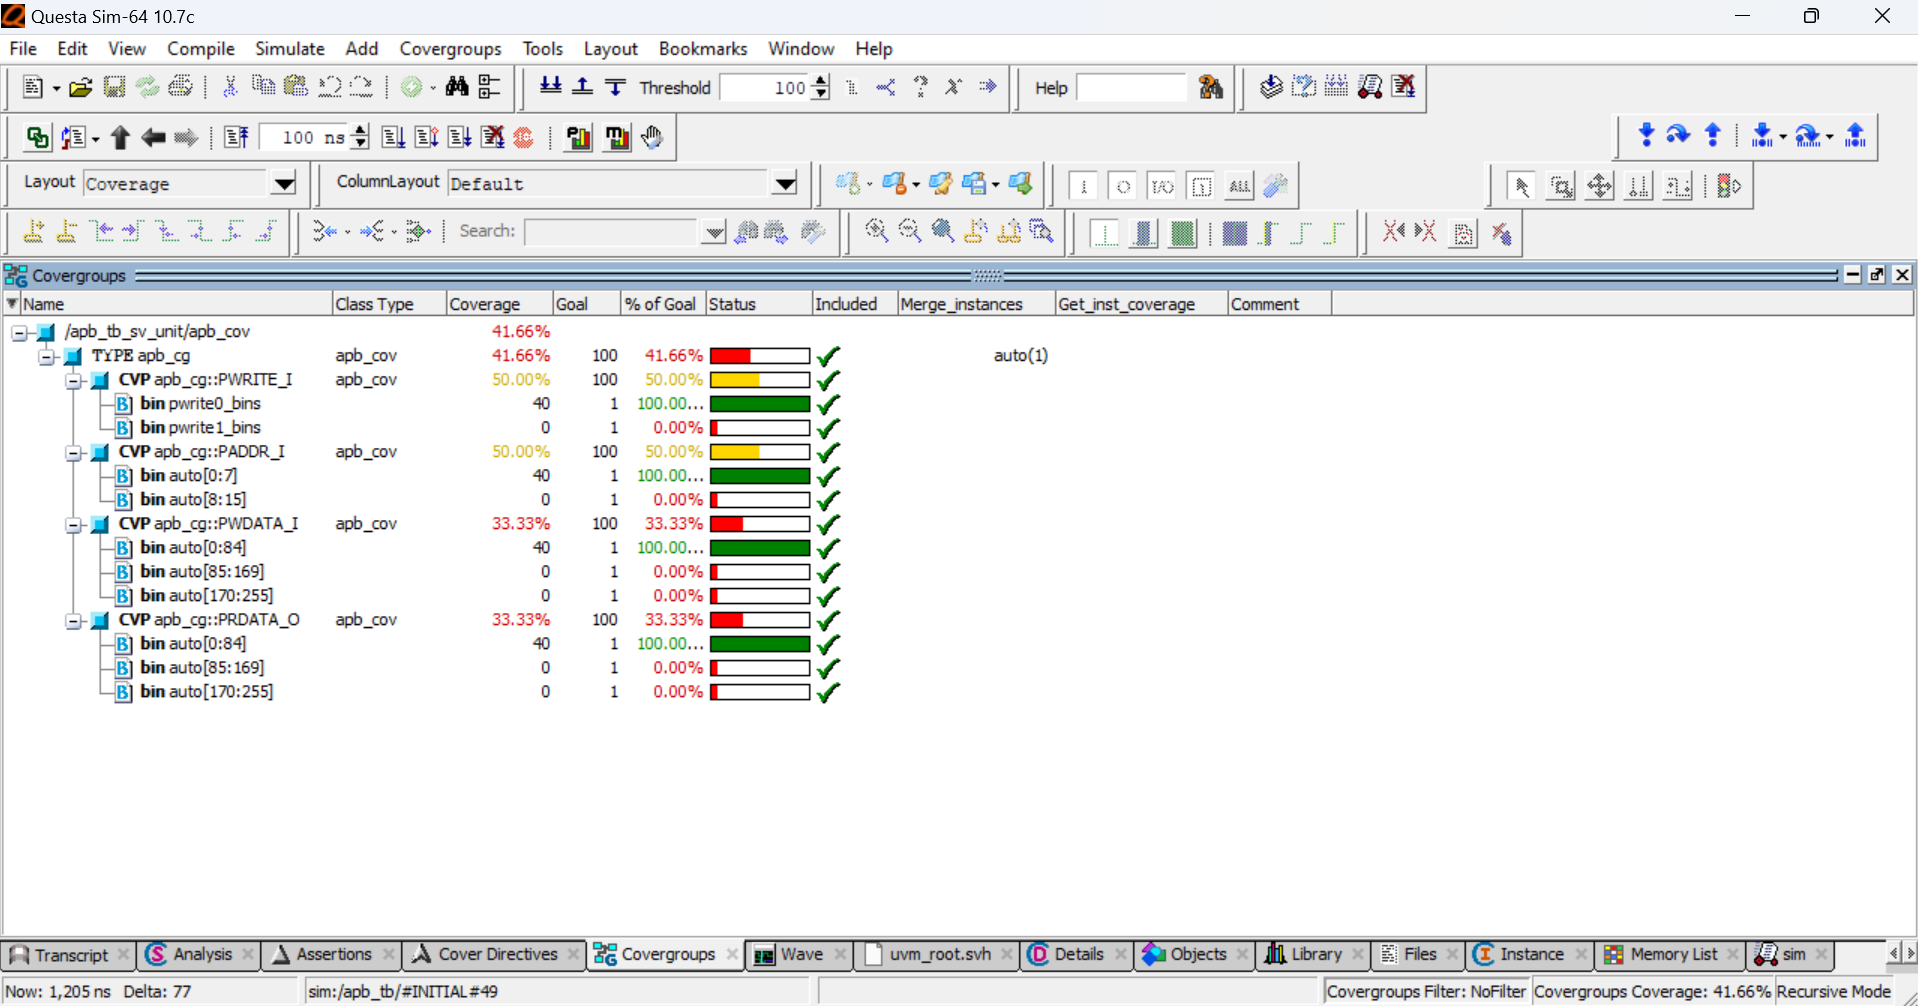 Questa Sim-64 10.7c
File Edit View Compile Simulate Add Covergroups Tools Layout Bookmarks Window Help
Threshold 100 Help
100 ns
Layout Coverage ColumnLayout Default
Search:
Covergroups
Name Class Type Coverage Goal % of Goal Status Included Merge_instances Get_inst_coverage Comment
/apb_tb_sv_unit/apb_cov 41.66%
TYPE apb_cg apb_cov 41.66% 100 41.66% auto(1)
CVP apb_cg::PWRITE_I apb_cov 50.00% 100 50.00%
B bin pwrite0_bins 40 1 100.00...
B bin pwrite1_bins 0 1 0.00%
CVP apb_cg::PADDR_I apb_cov 50.00% 100 50.00%
B bin auto[0:7] 40 1 100.00...
B bin auto[8:15] 0 1 0.00%
CVP apb_cg::PWDATA_I apb_cov 33.33% 100 33.33%
B bin auto[0:84] 40 1 100.00...
B bin auto[85:169] 0 1 0.00%
B bin auto[170:255] 0 1 0.00%
CVP apb_cg::PRDATA_O apb_cov 33.33% 100 33.33%
B bin auto[0:84] 40 1 100.00...
B bin auto[85:169] 0 1 0.00%
B bin auto[170:255] 0 1 0.00%
Transcript Analysis Assertions Cover Directives Covergroups Wave uvm_root.svh Details Objects Library Files Instance Memory List sim
Now: 1,205 ns Delta: 77 sim:/apb_tb/#INITIAL#49 Covergroups Filter: NoFilter Covergroups Coverage: 41.66% Recursive Mode